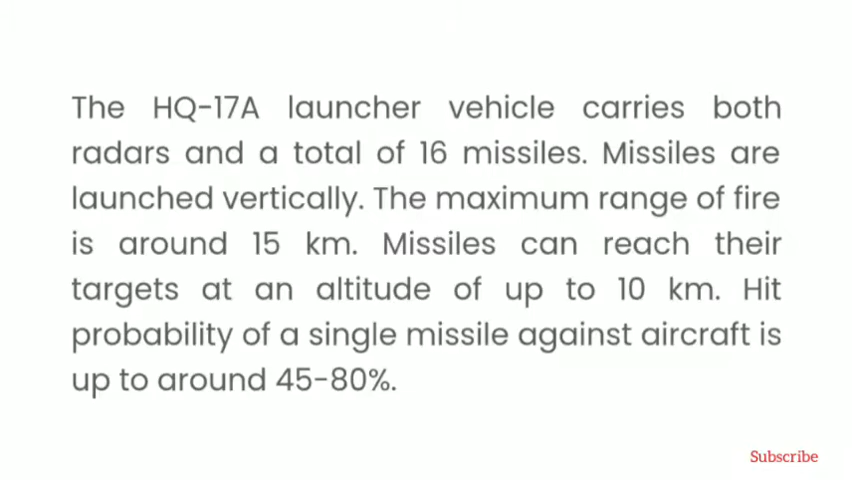 The HQ-17A launcher vehicle carries both
radars and a total of 16 missiles. Missiles are
launched vertically. The maximum range of fire
is around 15 km. Missiles can reach their
targets at an altitude of up to 10 km. Hit
probability of a single missile against aircraft is
up to around 45-80%.
Subscribe